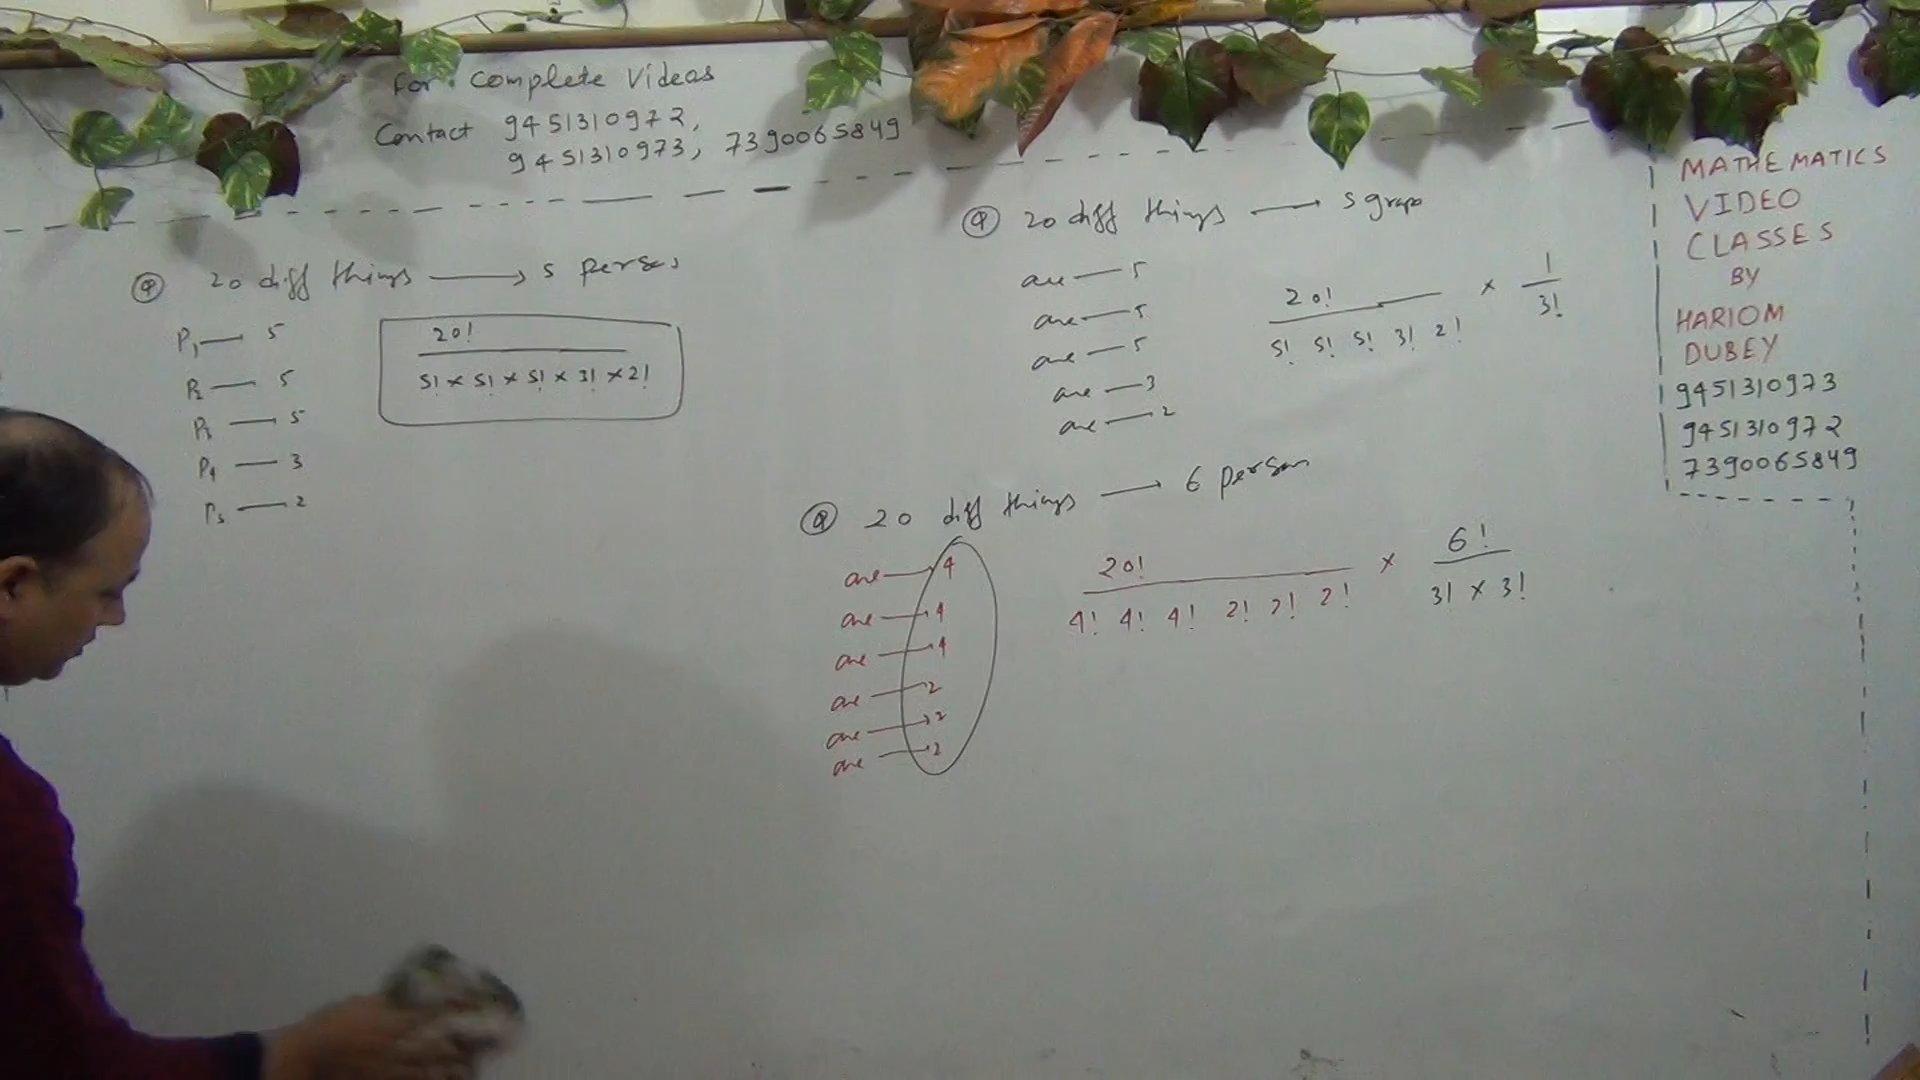 For Complete Videos
Contact 9451310972,
9451310973, 7390065849
MATHEMATICS
VIDEO
CLASSES
BY
HARIOM
DUBEY
9451310973
9451310972
7390065849
Q 20 diff things → 5 persons
P1 — 5
P2 — 5
P3 — 5
P4 — 3
P5 — 2
20!
5! × 5! × 5! × 3! × 2!
Q 20 diff things → 5 group
one — 5
one — 5
one — 5
one — 3
one — 2
20! × 1
5! 5! 5! 3! 2! 3!
Q 20 diff things → 6 person
one → 4
one → 4
one → 4
one → 2
one → 2
one → 2
20! × 6!
4! 4! 4! 2! 2! 2! 3! × 3!